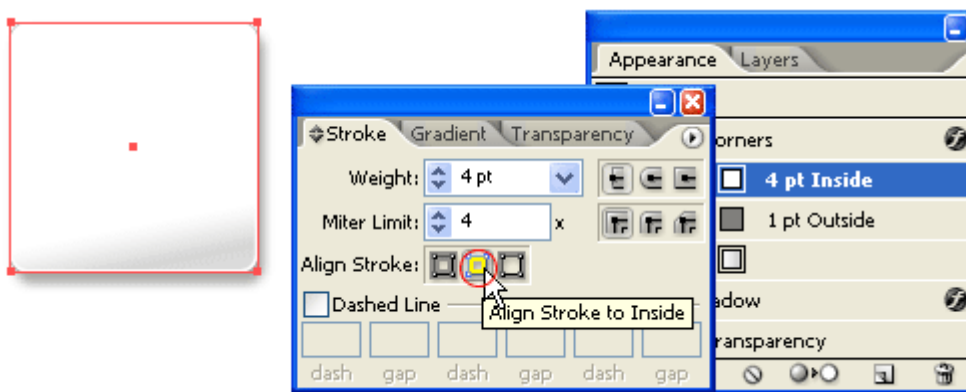 Appearance Layers
Stroke Gradient Transparency
orners
Weight: 4 pt
4 pt Inside
Miter Limit: 4 x
1 pt Outside
Align Stroke:
Dashed Line
Align Stroke to Inside
adow
ransparency
dash gap dash gap dash gap